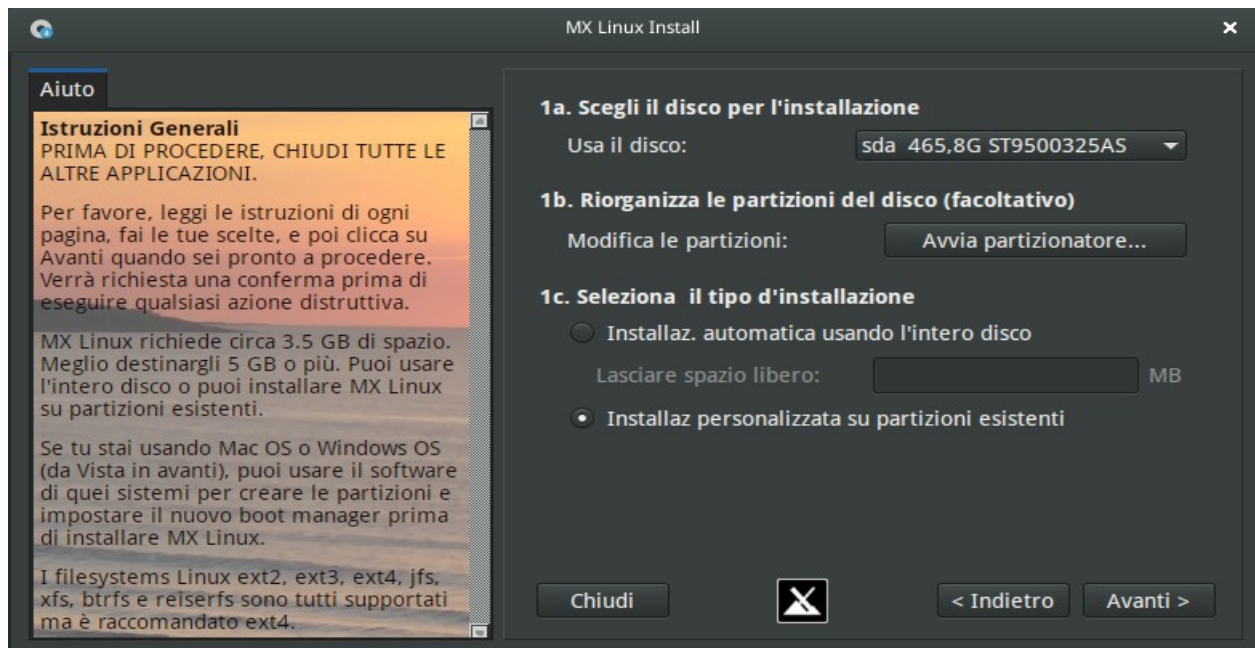 MX Linux Install
Aiuto
Istruzioni Generali
PRIMA DI PROCEDERE, CHIUDI TUTTE LE
ALTRE APPLICAZIONI.
Per favore, leggi le istruzioni di ogni
pagina, fai le tue scelte, e poi clicca su
Avanti quando sei pronto a procedere.
Verrà richiesta una conferma prima di
eseguire qualsiasi azione distruttiva.
MX Linux richiede circa 3.5 GB di spazio.
Meglio destinargli 5 GB o più. Puoi usare
l'intero disco o puoi installare MX Linux
su partizioni esistenti.
Se tu stai usando Mac OS o Windows OS
(da Vista in avanti), puoi usare il software
di quei sistemi per creare le partizioni e
impostare il nuovo boot manager prima
di installare MX Linux.
I filesystems Linux ext2, ext3, ext4, jfs,
xfs, btrfs e reiserfs sono tutti supportati
ma è raccomandato ext4.
1a. Scegli il disco per l'installazione
Usa il disco: sda 465,8G ST9500325AS
1b. Riorganizza le partizioni del disco (facoltativo)
Modifica le partizioni: Avvia partizionatore...
1c. Seleziona  il tipo d'installazione
Installaz. automatica usando l'intero disco
Lasciare spazio libero: MB
Installaz personalizzata su partizioni esistenti
Chiudi < Indietro Avanti >